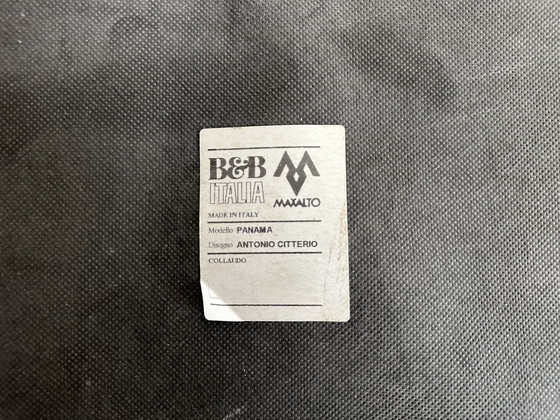 B&B
ITALIA
MAXALTO
MADE IN ITALY
Modello PANAMA
Disegno ANTONIO CITTERIO
COLLAUDO